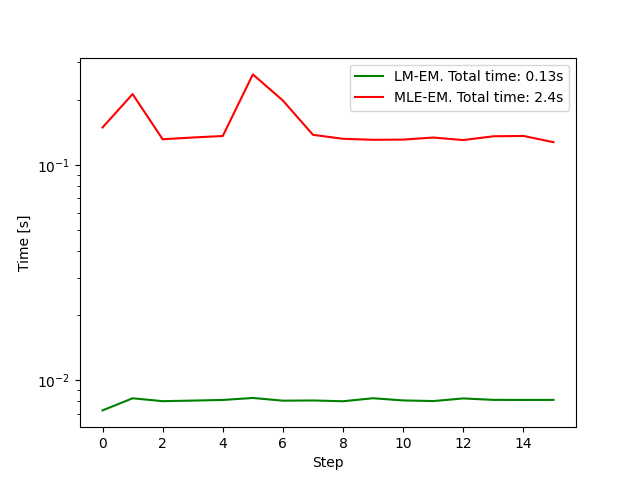 LM-EM. Total time: 0.13s
MLE-EM. Total time: 2.4s
10⁻¹
10⁻²
Time [s]
0 2 4 6 8 10 12 14
Step